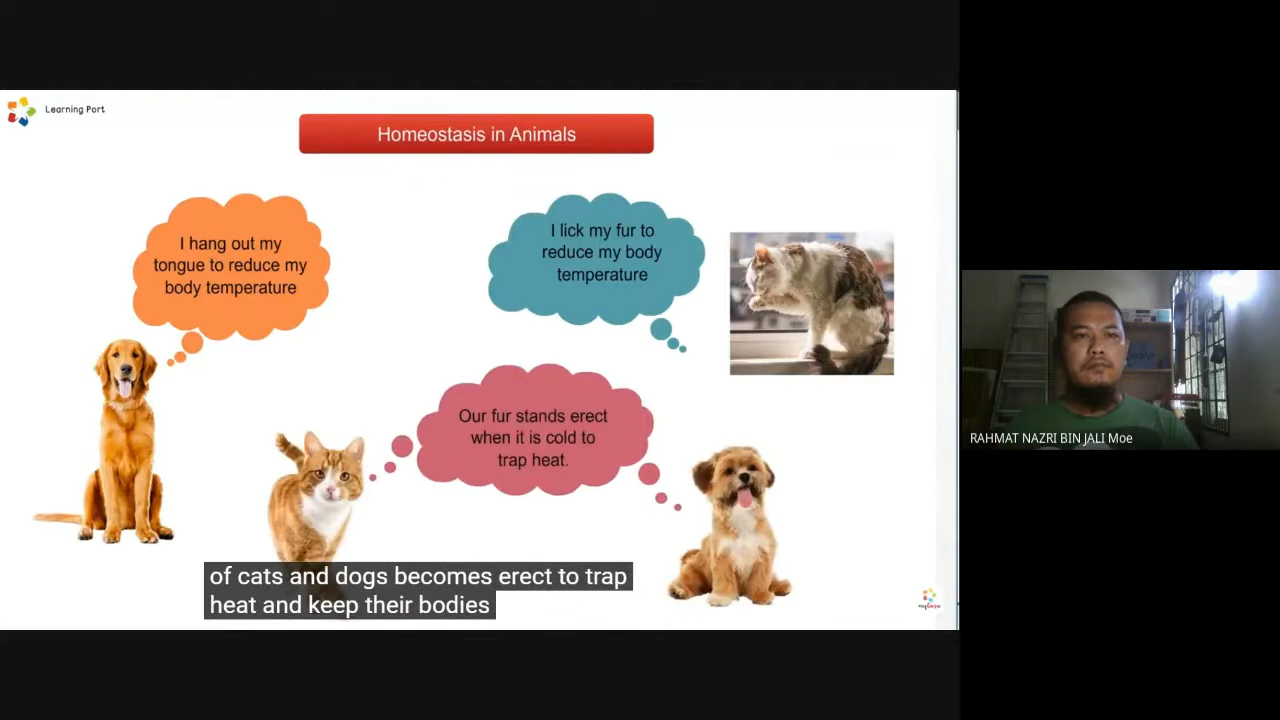 Learning Port
Homeostasis in Animals
I hang out my
tongue to reduce my
body temperature
I lick my fur to
reduce my body
temperature
Our fur stands erect
when it is cold to
trap heat.
of cats and dogs becomes erect to trap
heat and keep their bodies
RAHMAT NAZRI BIN JALI Moe